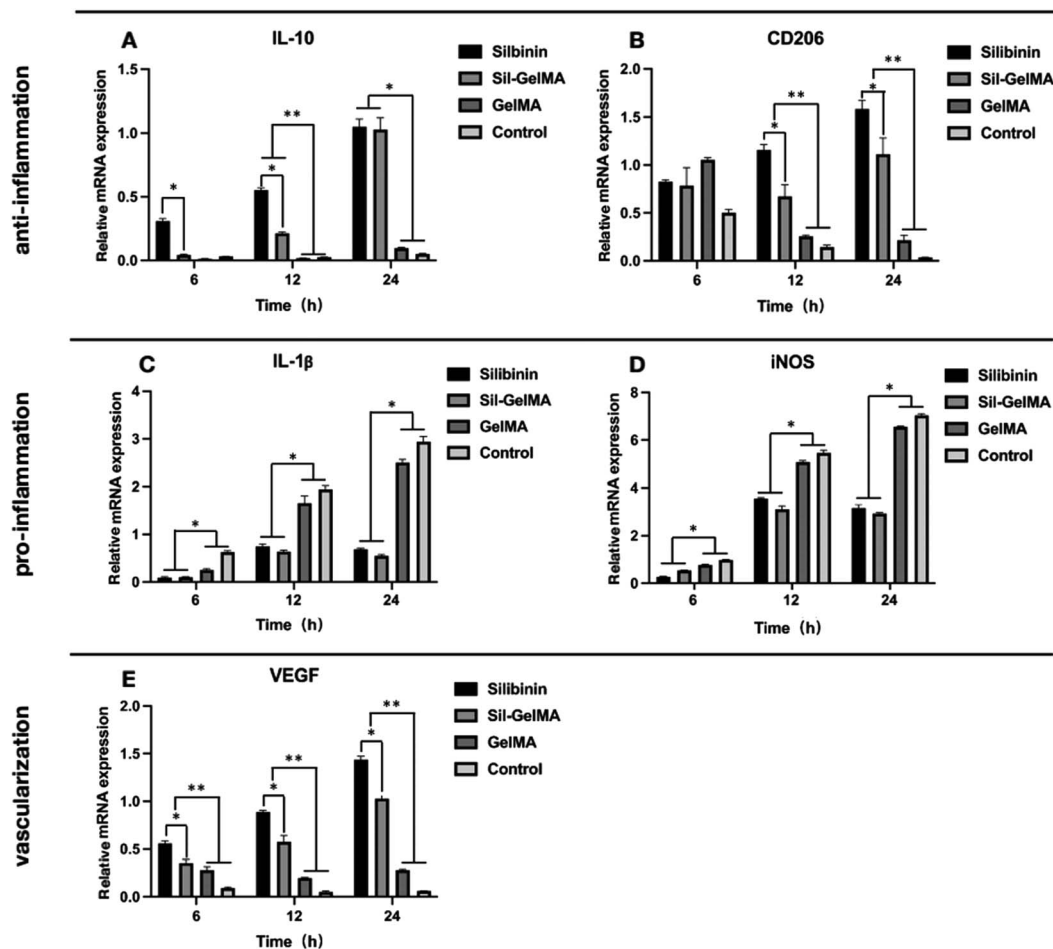 anti-inflammation
A
IL-10
Silbinin
Sil-GelMA
GelMA
Control
Relative mRNA expression
1.5
1.0
0.5
0.0
*
*
**
*
6 12 24
Time (h)
B
CD206
Silibinin
Sil-GelMA
GelMA
Control
Relative mRNA expression
2.0
1.5
1.0
0.5
0.0
*
**
*
**
6 12 24
Time (h)
pro-inflamation
C
IL-1β
Silibinin
Sil-GelMA
GelMA
Control
Relative mRNA expression
4
3
2
1
0
*
*
*
6 12 24
Time (h)
D
iNOS
Silibinin
Sil-GelMA
GelMA
Control
Relative mRNA expression
8
6
4
2
0
*
*
*
6 12 24
Time (h)
vascularization
E
VEGF
Silibinin
Sil-GelMA
GelMA
Control
Relative mRNA expression
2.0
1.5
1.0
0.5
0.0
*
**
*
**
*
**
6 12 24
Time (h)